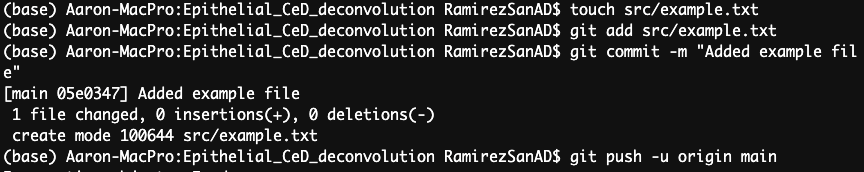 (base) Aaron-MacPro:Epithelial_CeD_deconvolution RamirezSanAD$ touch src/example.txt
(base) Aaron-MacPro:Epithelial_CeD_deconvolution RamirezSanAD$ git add src/example.txt
(base) Aaron-MacPro:Epithelial_CeD_deconvolution RamirezSanAD$ git commit -m "Added example fil
e"
[main 05e0347] Added example file
 1 file changed, 0 insertions(+), 0 deletions(-)
 create mode 100644 src/example.txt
(base) Aaron-MacPro:Epithelial_CeD_deconvolution RamirezSanAD$ git push -u origin main